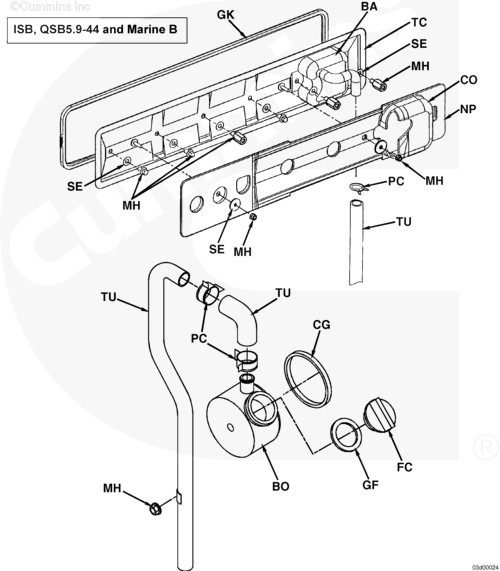 ©Cummins Inc
ISB, QSB5.9-44 and Marine B
GK
BA
TC
SE
MH
CO
NP
SE
MH
MH
PC
SE
MH
TU
TU
TU
PC
CG
MH
BO
GF
FC
®
03d00024